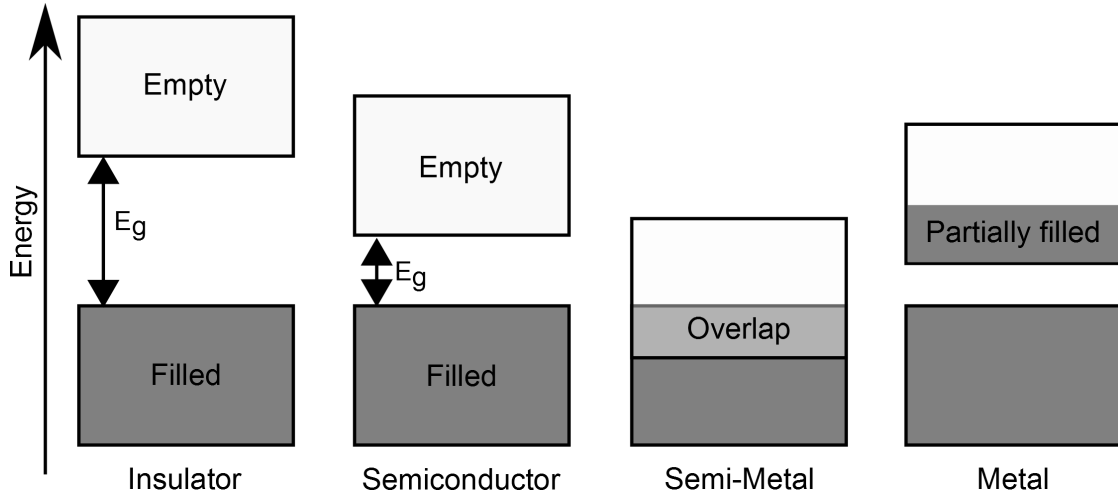 Energy
Empty
Eg
Filled
Insulator
Empty
Eg
Filled
Semiconductor
Overlap
Semi-Metal
Partially filled
Metal